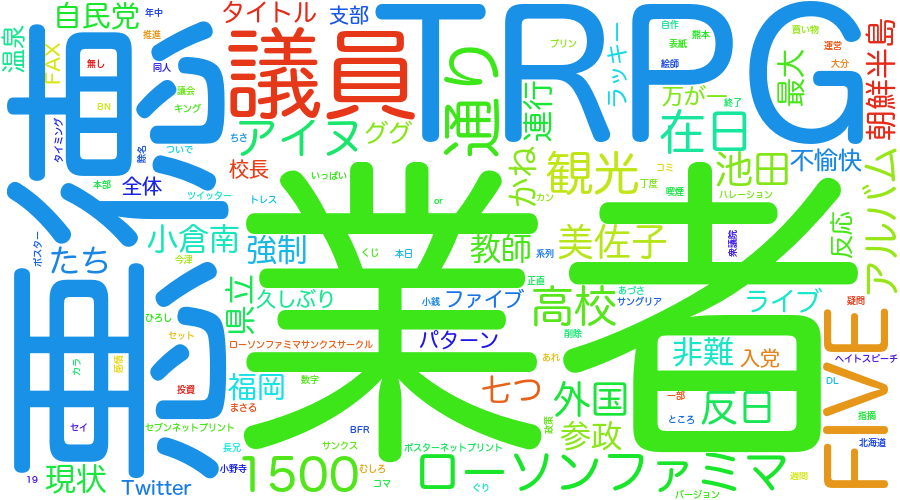 自民党
年中
推進
タイトル
支部
TRPG
プリン
ラッキー
自作
表紙
熊本
絵師
買い物
運営
大分
朝鮮半島
温泉
FAX
無し
同人
議会
キング
BN
議員
通り
連行
万が一
終了
最大
悪徳
タイミング
除名
ついで
ちさ
アイヌ
ググ
在日
本部
全体
ツイッター
校長
トレス
いっぱい
or
かね
カン
観光
コミ
丁度
喫煙
ハレーション
池田
不愉快
アルバム
ポスター
たち
小倉南
今津
強制
くじ
本日
業者
教師
系列
美佐子
衆議院
反応
県立
久しぶり
小銭
ファイブ
正直
高校
あづさ
サングリア
ライブ
疑問
FIVE
ひろし
セット
ローソンファミマサンクスサークル
パターン
削除
非難
入党
ヘイトスピーチ
カラ
感情
投資
福岡
まさる
数字
七つ
あれ
外国
一部
ところ
反日
DL
指摘
セイ
セブンネットプリント
長兄
サンクス
BFR
ポスターネットプリント
政策
参政
北海道
19
現状
Twitter
小野寺
1500
むしろ
コマ
ローソンファミマ
ぐり
バージョン
週間